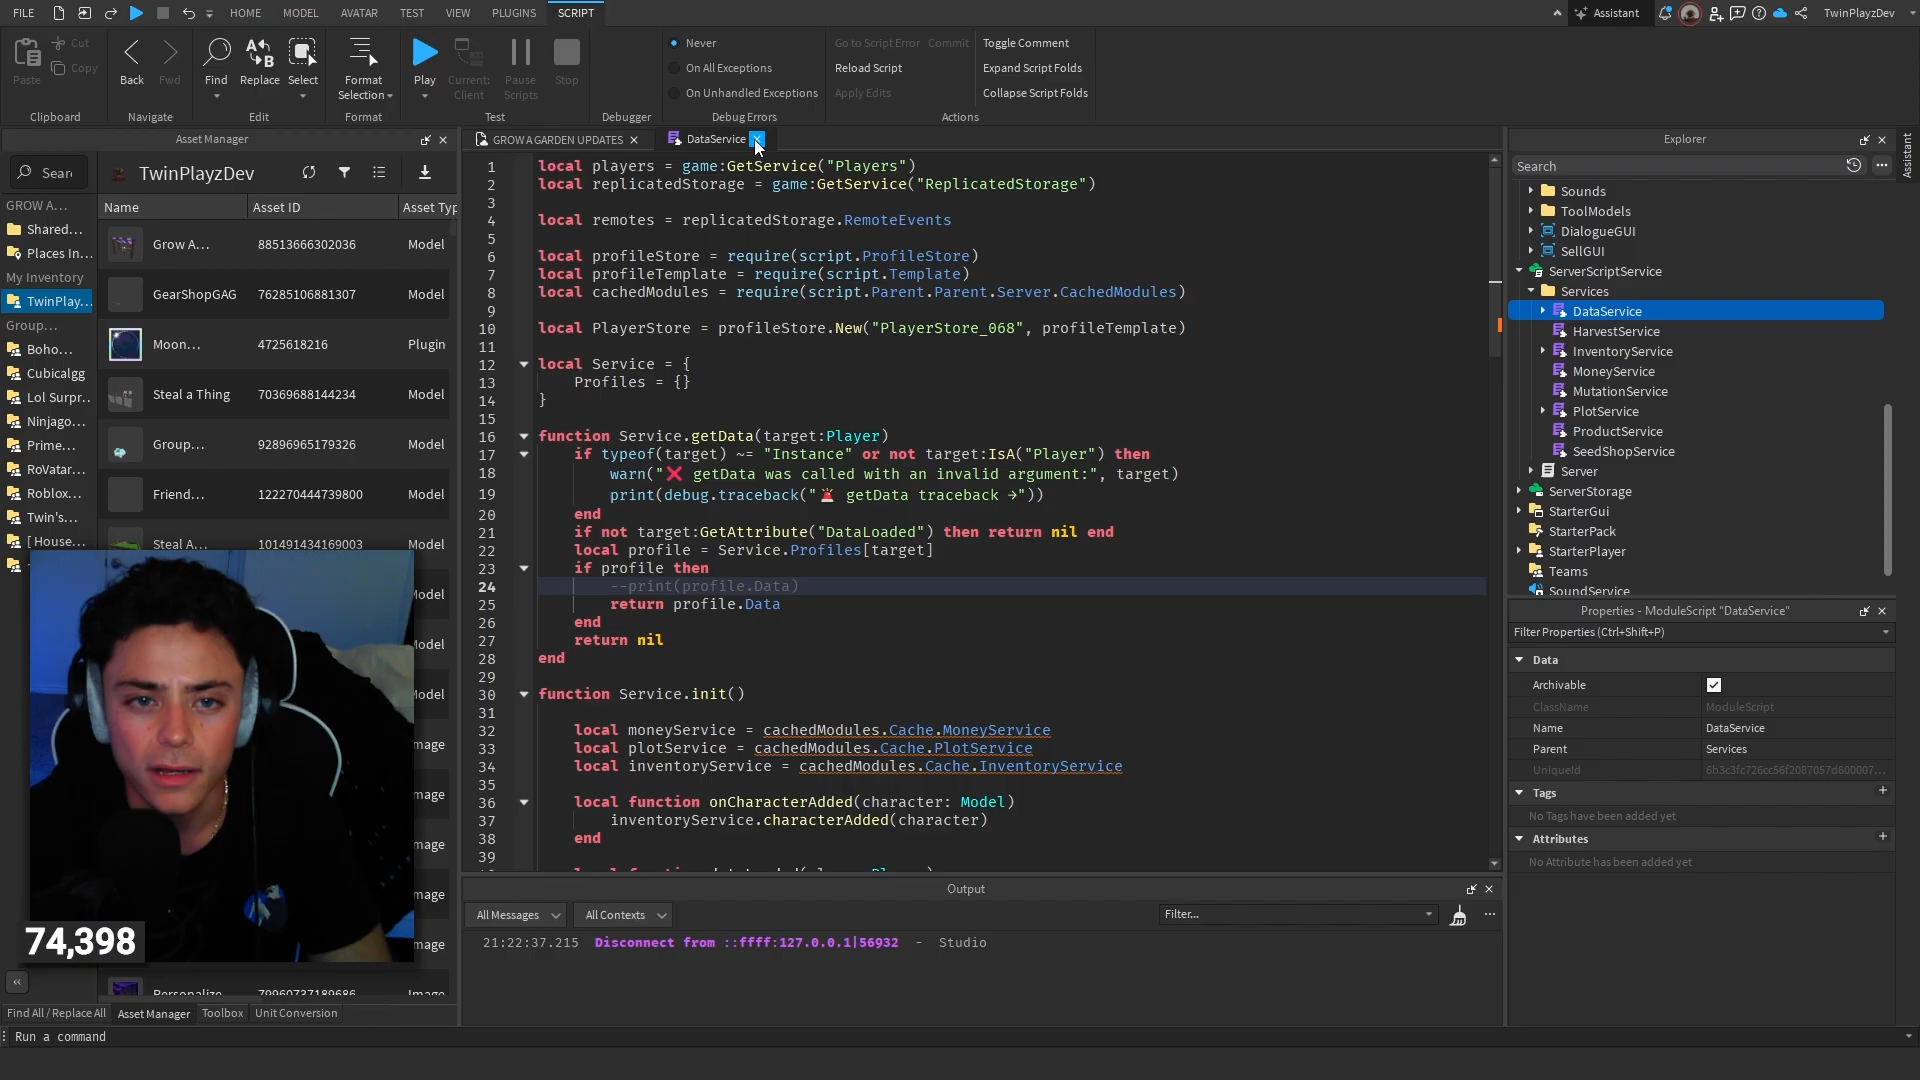 FILE HOME MODEL AVATAR TEST VIEW PLUGINS SCRIPT Assistant TwinPlayzDev
Paste Cut Copy
Clipboard
Back Fwd
Navigate
Find Replace Select
Edit
Format Selection
Format
Play Current: Client Pause Scripts Stop
Test
Debugger
Never
On All Exceptions
On Unhandled Exceptions
Debug Errors
Go to Script Error Commit
Reload Script
Apply Edits
Toggle Comment
Expand Script Folds
Collapse Script Folds
Actions
Asset Manager
Sear
TwinPlayzDev
GROW A...
Shared...
Places In...
My Inventory
TwinPlay...
Group...
Boho...
Cubicalgg
Lol Surpr..
Ninjago...
Prime...
RoVatar...
Roblox...
Twin's...
[ House...
Name Asset ID Asset Typ
Grow A... 88513666302036 Model
GearShopGAG 76285106881307 Model
Moon... 4725618216 Plugin
Steal a Thing 70369688144234 Model
Group... 92896965179326 Model
Friend... 122270444739800 Model
Steal A... 101491434169003 Model
Model
Model
Model
mage
mage
mage
mage
mage
Personalize 79960737189686 Image
74,398
Find All / Replace All Asset Manager Toolbox Unit Conversion
Run a command
GROW A GARDEN UPDATES DataService
1 local players = game:GetService("Players")
2 local replicatedStorage = game:GetService("ReplicatedStorage")
3
4 local remotes = replicatedStorage.RemoteEvents
5
6 local profileStore = require(script.ProfileStore)
7 local profileTemplate = require(script.Template)
8 local cachedModules = require(script.Parent.Parent.Server.CachedModules)
9
10 local PlayerStore = profileStore.New("PlayerStore_068", profileTemplate)
11
12 local Service = {
13 Profiles = {}
14 }
15
16 function Service.getData(target:Player)
17 if typeof(target) ~= "Instance" or not target:IsA("Player") then
18 warn("❌ getData was called with an invalid argument:", target)
19 print(debug.traceback("🚨 getData traceback →"))
20 end
21 if not target:GetAttribute("DataLoaded") then return nil end
22 local profile = Service.Profiles[target]
23 if profile then
24 --print(profile.Data)
25 return profile.Data
26 end
27 return nil
28 end
29
30 function Service.init()
31
32 local moneyService = cachedModules.Cache.MoneyService
33 local plotService = cachedModules.Cache.PlotService
34 local inventoryService = cachedModules.Cache.InventoryService
35
36 local function onCharacterAdded(character: Model)
37 inventoryService.characterAdded(character)
38 end
39
Output
All Messages All Contexts Filter...
21:22:37.215 Disconnect from ::ffff:127.0.0.1|56932 - Studio
Explorer
Search
Sounds
ToolModels
DialogueGUI
SellGUI
ServerScriptService
Services
DataService
HarvestService
InventoryService
MoneyService
MutationService
PlotService
ProductService
SeedShopService
Server
ServerStorage
StarterGui
StarterPack
StarterPlayer
Teams
SoundService
Assistant
Properties - ModuleScript "DataService"
Filter Properties (Ctrl+Shift+P)
Data
Archivable
ClassName ModuleScript
Name DataService
Parent Services
UniqueId 6b3c3fc726cc56f2087057d600007...
Tags
No Tags have been added yet
Attributes
No Attribute has been added yet